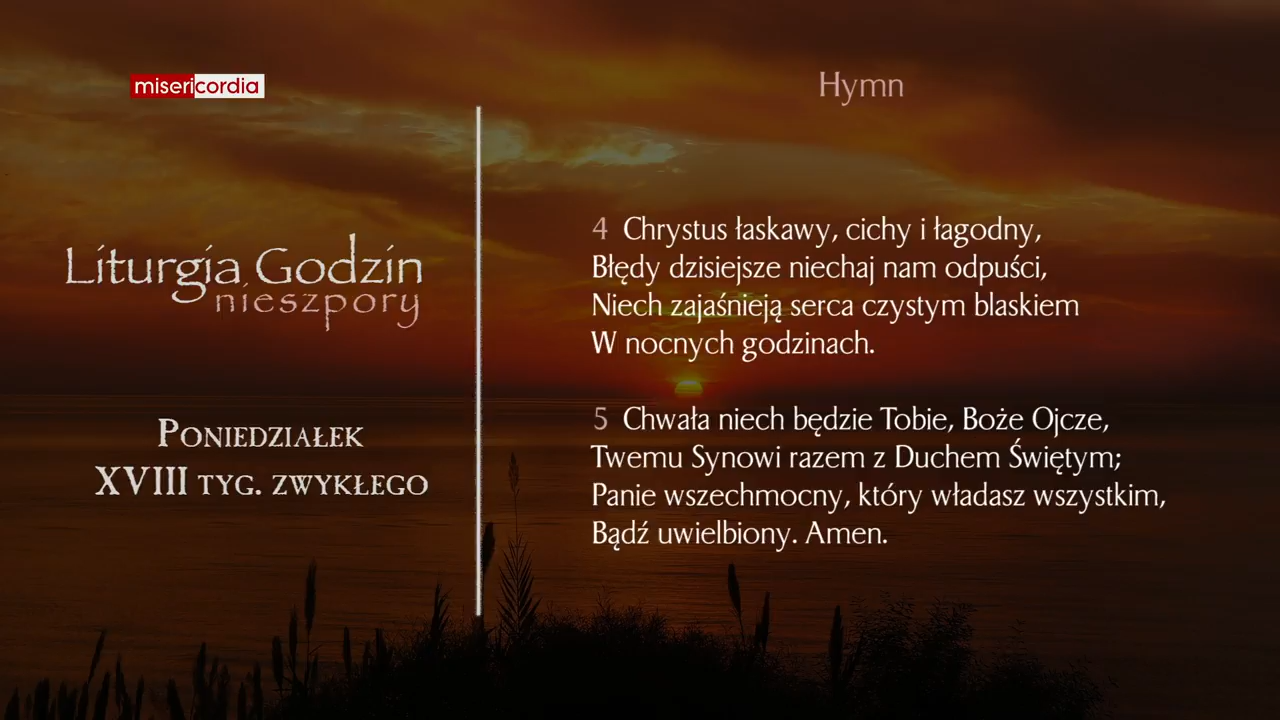 misericordia
Liturgia Godzin
nieszpory
Poniedziałek
XVIII tyg. zwykłego
Hymn
4 Chrystus łaskawy, cichy i łagodny,
Błędy dzisiejsze niechaj nam odpuści,
Niech zajaśnieją serca czystym blaskiem
W nocnych godzinach.
5 Chwała niech będzie Tobie, Boże Ojcze,
Twemu Synowi razem z Duchem Świętym;
Panie wszechmocny, który władasz wszystkim,
Bądź uwielbiony. Amen.